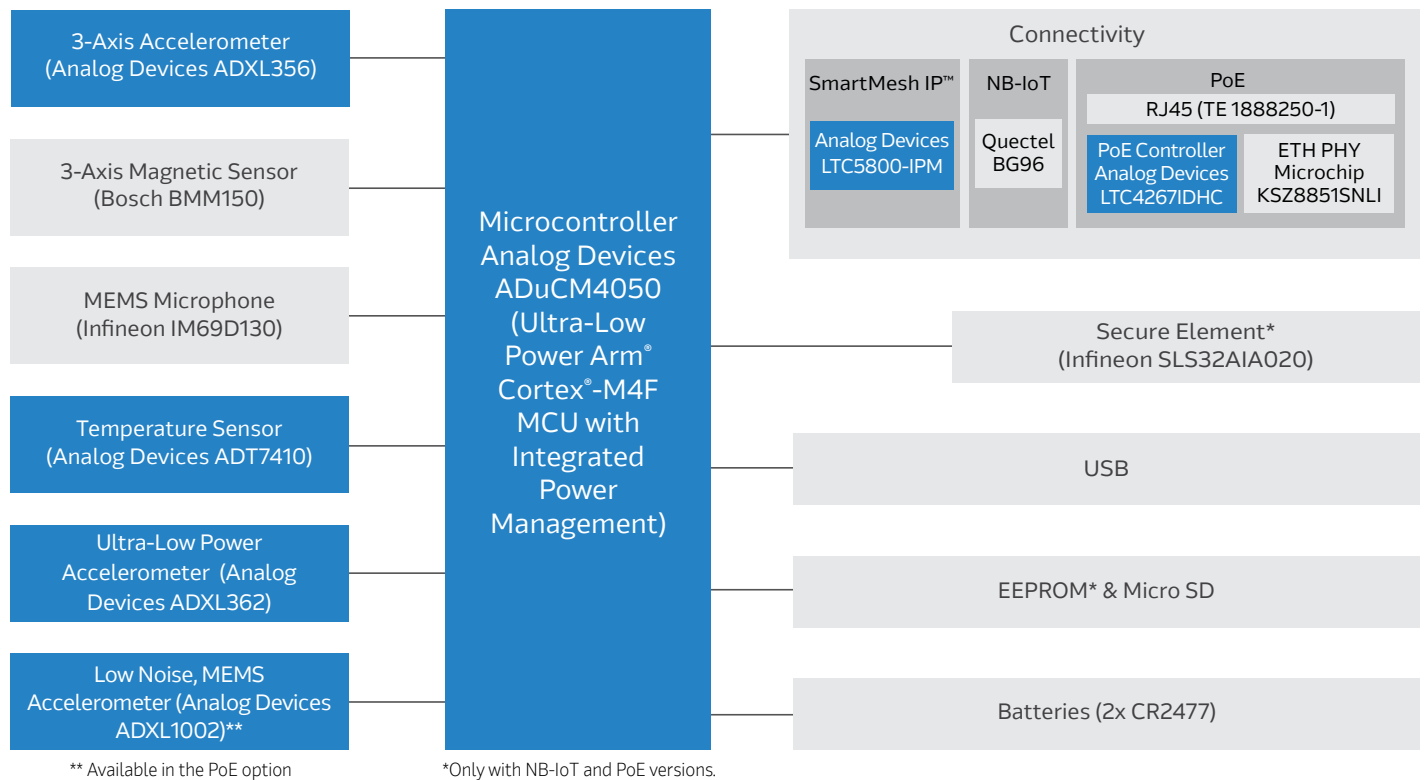 3-Axis Accelerometer
(Analog Devices ADXL356)
3-Axis Magnetic Sensor
(Bosch BMM150)
MEMS Microphone
(Infineon IM69D130)
Temperature Sensor
(Analog Devices ADT7410)
Ultra-Low Power
Accelerometer (Analog
Devices ADXL362)
Low Noise, MEMS
Accelerometer (Analog Devices
ADXL1002)**
** Available in the PoE option
Microcontroller
Analog Devices
ADuCM4050
(Ultra-Low
Power Arm®
Cortex®-M4F
MCU with
Integrated
Power
Management)
*Only with NB-IoT and PoE versions.
Connectivity
SmartMesh IP™
Analog Devices
LTC5800-IPM
NB-IoT
Quectel
BG96
PoE
RJ45 (TE 1888250-1)
PoE Controller
Analog Devices
LTC4267IDHC
ETH PHY
Microchip
KSZ8851SNLI
Secure Element*
(Infineon SLS32AIA020)
USB
EEPROM* & Micro SD
Batteries (2x CR2477)